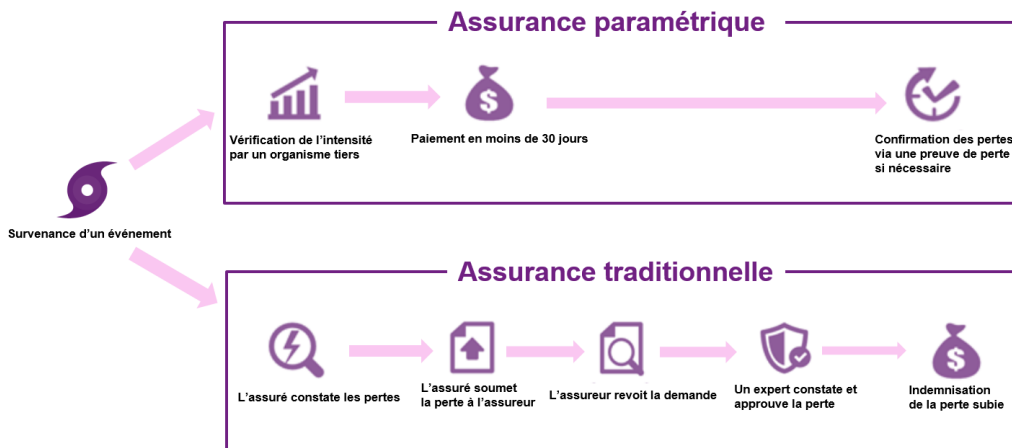 Assurance paramétrique
Vérification de l'intensité
par un organisme tiers
Paiement en moins de 30 jours
Confirmation des pertes
via une preuve de perte
si nécessaire
Survenance d'un événement
Assurance traditionnelle
L'assuré constate les pertes
L'assuré soumet
la perte à l'assureur
L'assureur revoit la demande
Un expert constate et
approuve la perte
Indemnisation
de la perte subie